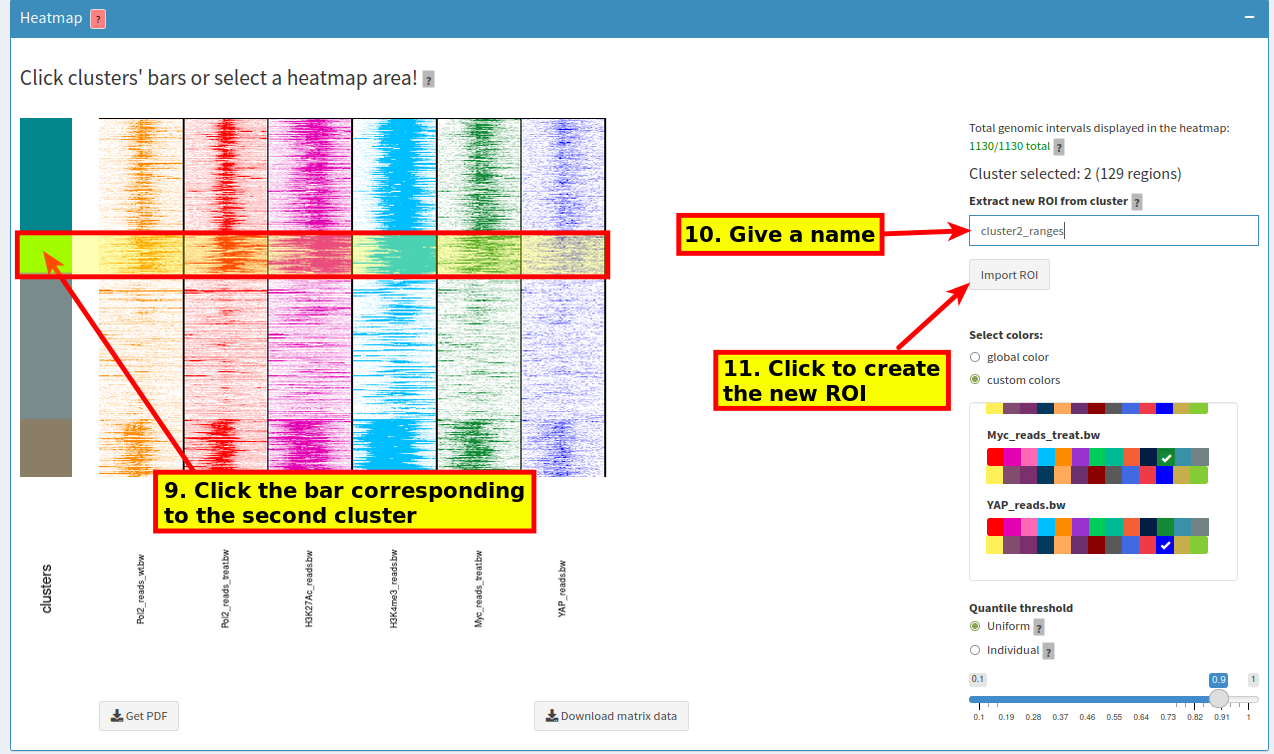 Heatmap ?
Click clusters' bars or select a heatmap area! ?
Total genomic intervals displayed in the heatmap:
1130/1130 total ?
Cluster selected: 2 (129 regions)
Extract new ROI from cluster ?
10. Give a name
cluster2_ranges
Import ROI
11. Click to create
the new ROI
Select colors:
global color
custom colors
Myc_reads_treat.bw
YAP_reads.bw
9. Click the bar corresponding
to the second cluster
clusters
Pol2_reads_wt.bw
Pol2_reads_treat.bw
H3K27Ac_reads.bw
H3K4me3_reads.bw
Myc_reads_treat.bw
YAP_reads.bw
Quantile threshold
Uniform ?
Individual ?
0.1 0.9 1
0.1 0.19 0.28 0.37 0.46 0.55 0.64 0.73 0.82 0.91 1
Get PDF
Download matrix data